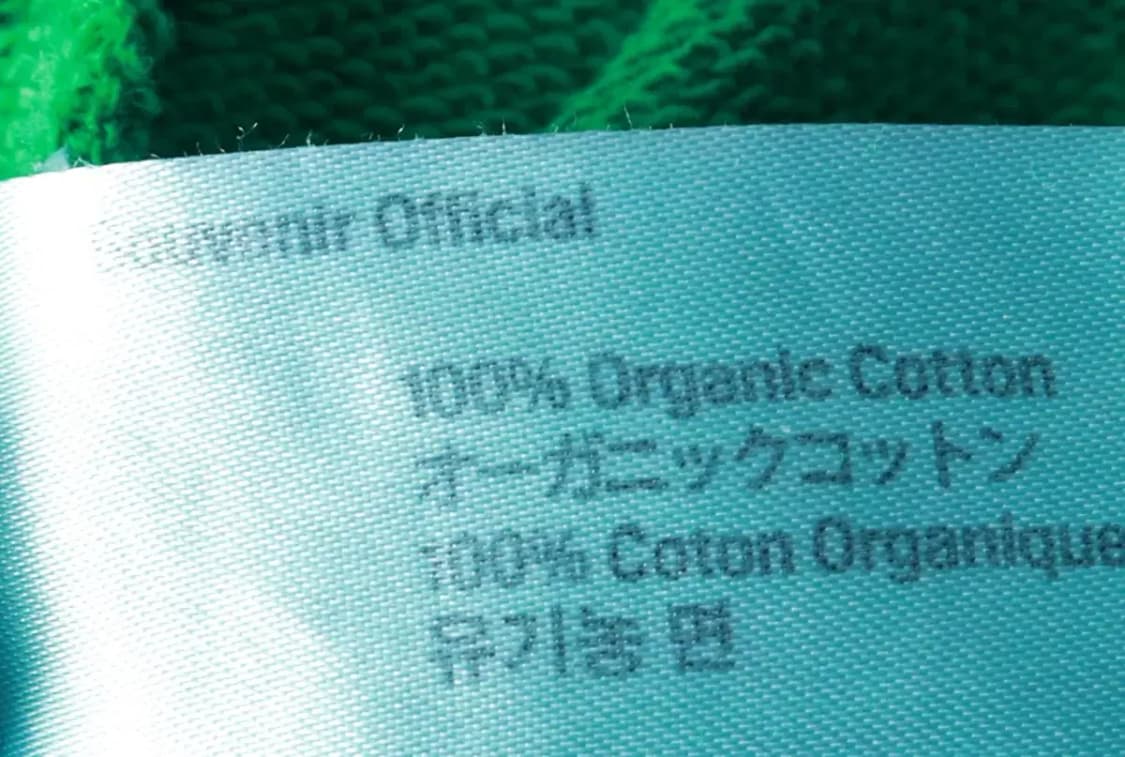 Souvenir Official
100% Organic Cotton
オーガニックコットン
100% Coton Organique
유기농 면